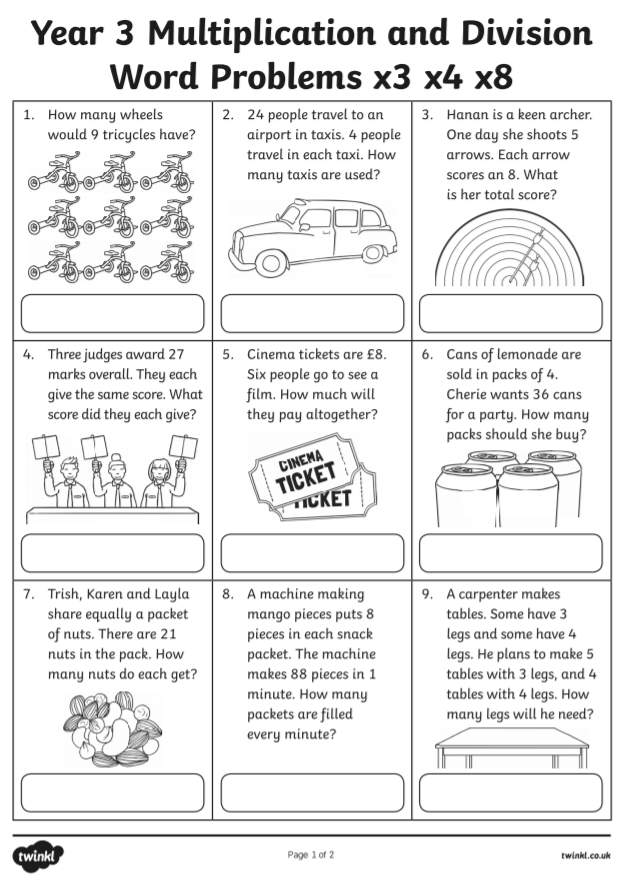 Year 3 Multiplication and Division
Word Problems x3 x4 x8
1. How many wheels
would 9 tricycles have?
2. 24 people travel to an
airport in taxis. 4 people
travel in each taxi. How
many taxis are used?
3. Hanan is a keen archer.
One day she shoots 5
arrows. Each arrow
scores an 8. What
is her total score?
4. Three judges award 27
marks overall. They each
give the same score. What
score did they each give?
5. Cinema tickets are £8.
Six people go to see a
film. How much will
they pay altogether?
CINEMA
TICKET
TICKET
6. Cans of lemonade are
sold in packs of 4.
Cherie wants 36 cans
for a party. How many
packs should she buy?
7. Trish, Karen and Layla
share equally a packet
of nuts. There are 21
nuts in the pack. How
many nuts do each get?
8. A machine making
mango pieces puts 8
pieces in each snack
packet. The machine
makes 88 pieces in 1
minute. How many
packets are filled
every minute?
9. A carpenter makes
tables. Some have 3
legs and some have 4
legs. He plans to make 5
tables with 3 legs, and 4
tables with 4 legs. How
many legs will he need?
twinkl
Page 1 of 2
twinkl.co.uk